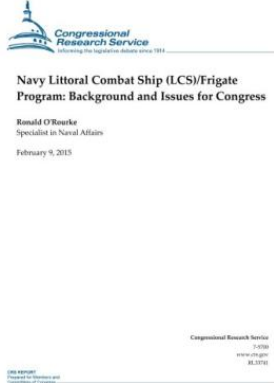 Congressional
Research Service
Informing the legislative debate since 1914
Navy Littoral Combat Ship (LCS)/Frigate
Program: Background and Issues for Congress
Ronald O'Rourke
Specialist in Naval Affairs
February 9, 2015
Congressional Research Service
7-5700
www.crs.gov
RL33741
CRS REPORT
Prepared for Members and
Committees of Congress